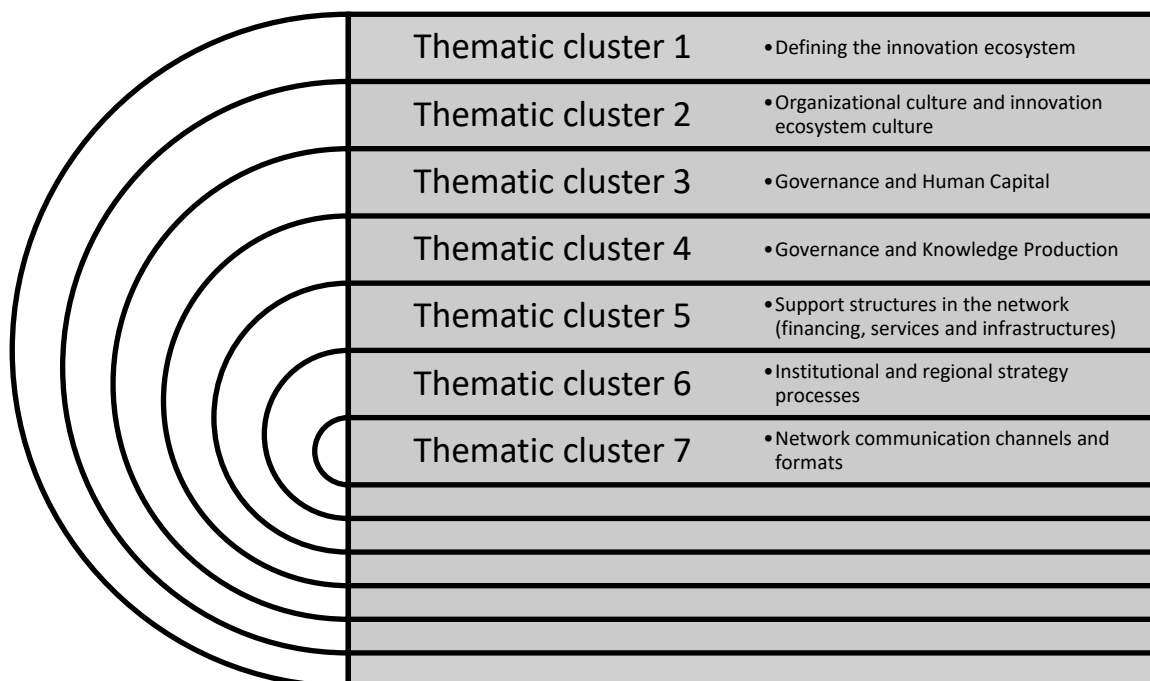 Thematic cluster 1
•Defining the innovation ecosystem
Thematic cluster 2
•Organizational culture and innovation
ecosystem culture
Thematic cluster 3
•Governance and Human Capital
Thematic cluster 4
•Governance and Knowledge Production
Thematic cluster 5
•Support structures in the network
(financing, services and infrastructures)
Thematic cluster 6
•Institutional and regional strategy
processes
Thematic cluster 7
•Network communication channels and
formats